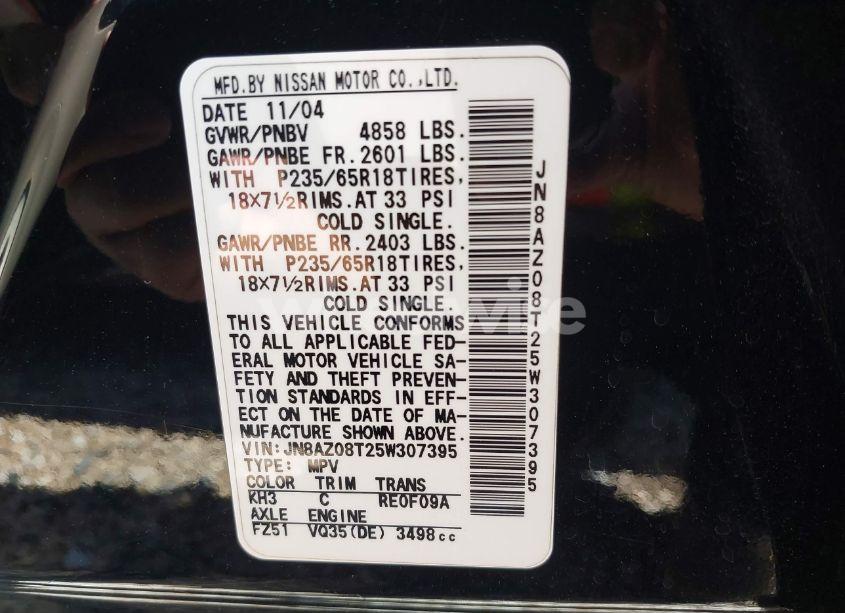 MFD.BY NISSAN MOTOR CO.,LTD.
DATE 11/04
GVWR/PNBV 4858 LBS.
GAWR/PNBE FR.2601 LBS.
WITH P235/65R18TIRES,
18×7½RIMS.AT 33 PSI
COLD SINGLE.
GAWR/PNBE RR.2403 LBS.
WITH P235/65R18TIRES,
18×7½RIMS.AT 33 PSI
COLD SINGLE.
THIS VEHICLE CONFORMS
TO ALL APPLICABLE FED-
ERAL MOTOR VEHICLE SA-
FETY AND THEFT PREVEN-
TION STANDARDS IN EFF-
ECT ON THE DATE OF MA-
NUFACTURE SHOWN ABOVE.
VIN:JN8AZ08T25W307395
TYPE: MPV
COLOR TRIM TRANS
KH3 C RE0F09A
AXLE ENGINE
FZ51 VQ35(DE) 3498cc
JN8AZ08T25W307395